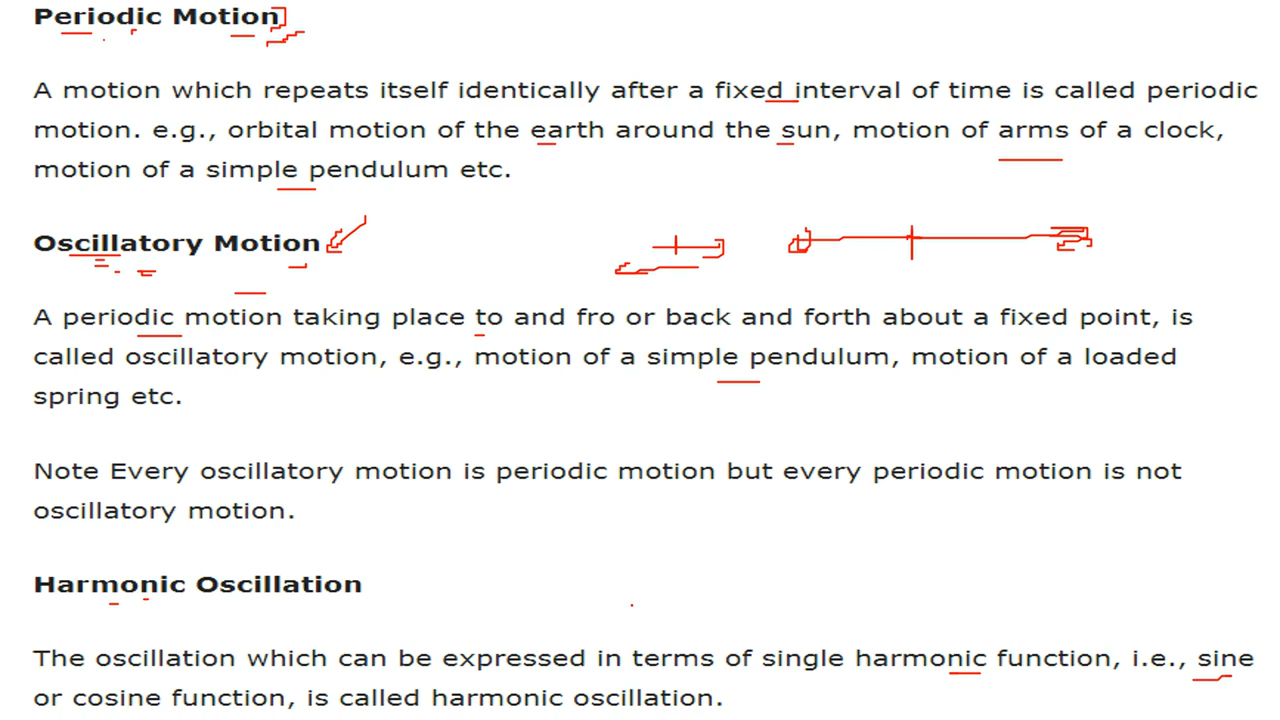 Periodic Motion
A motion which repeats itself identically after a fixed interval of time is called periodic
motion. e.g., orbital motion of the earth around the sun, motion of arms of a clock,
motion of a simple pendulum etc.
Oscillatory Motion
A periodic motion taking place to and fro or back and forth about a fixed point, is
called oscillatory motion, e.g., motion of a simple pendulum, motion of a loaded
spring etc.
Note Every oscillatory motion is periodic motion but every periodic motion is not
oscillatory motion.
Harmonic Oscillation
The oscillation which can be expressed in terms of single harmonic function, i.e., sine
or cosine function, is called harmonic oscillation.